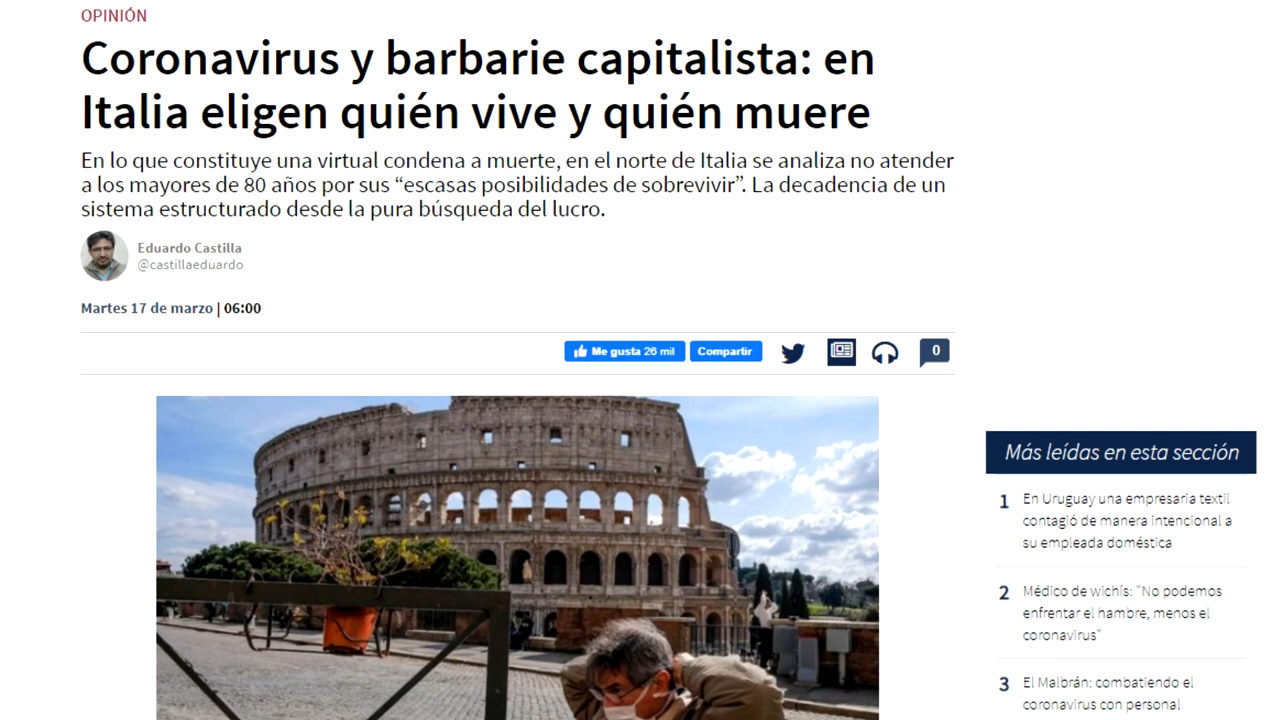 OPINIÓN
Coronavirus y barbarie capitalista: en
Italia eligen quién vive y quién muere
En lo que constituye una virtual condena a muerte, en el norte de Italia se analiza no atender
a los mayores de 80 años por sus “escasas posibilidades de sobrevivir”. La decadencia de un
sistema estructurado desde la pura búsqueda del lucro.
Eduardo Castilla
@castillaeduardo
Martes 17 de marzo | 06:00
Me gusta 26 mil Compartir 0
Más leídas en esta sección
1 En Uruguay una empresaria textil
contagió de manera intencional a
su empleada doméstica
2 Médico de wichís: "No podemos
enfrentar el hambre, menos el
coronavirus"
3 El Malbrán: combatiendo el
coronavirus con personal